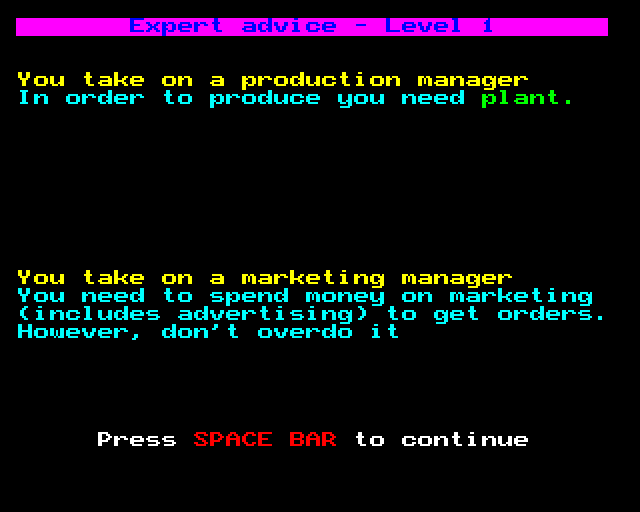 Expert advice - Level 1
You take on a production manager
In order to produce you need plant.
You take on a marketing manager
You need to spend money on marketing
(includes advertising) to get orders.
However, don't overdo it
Press SPACE BAR to continue